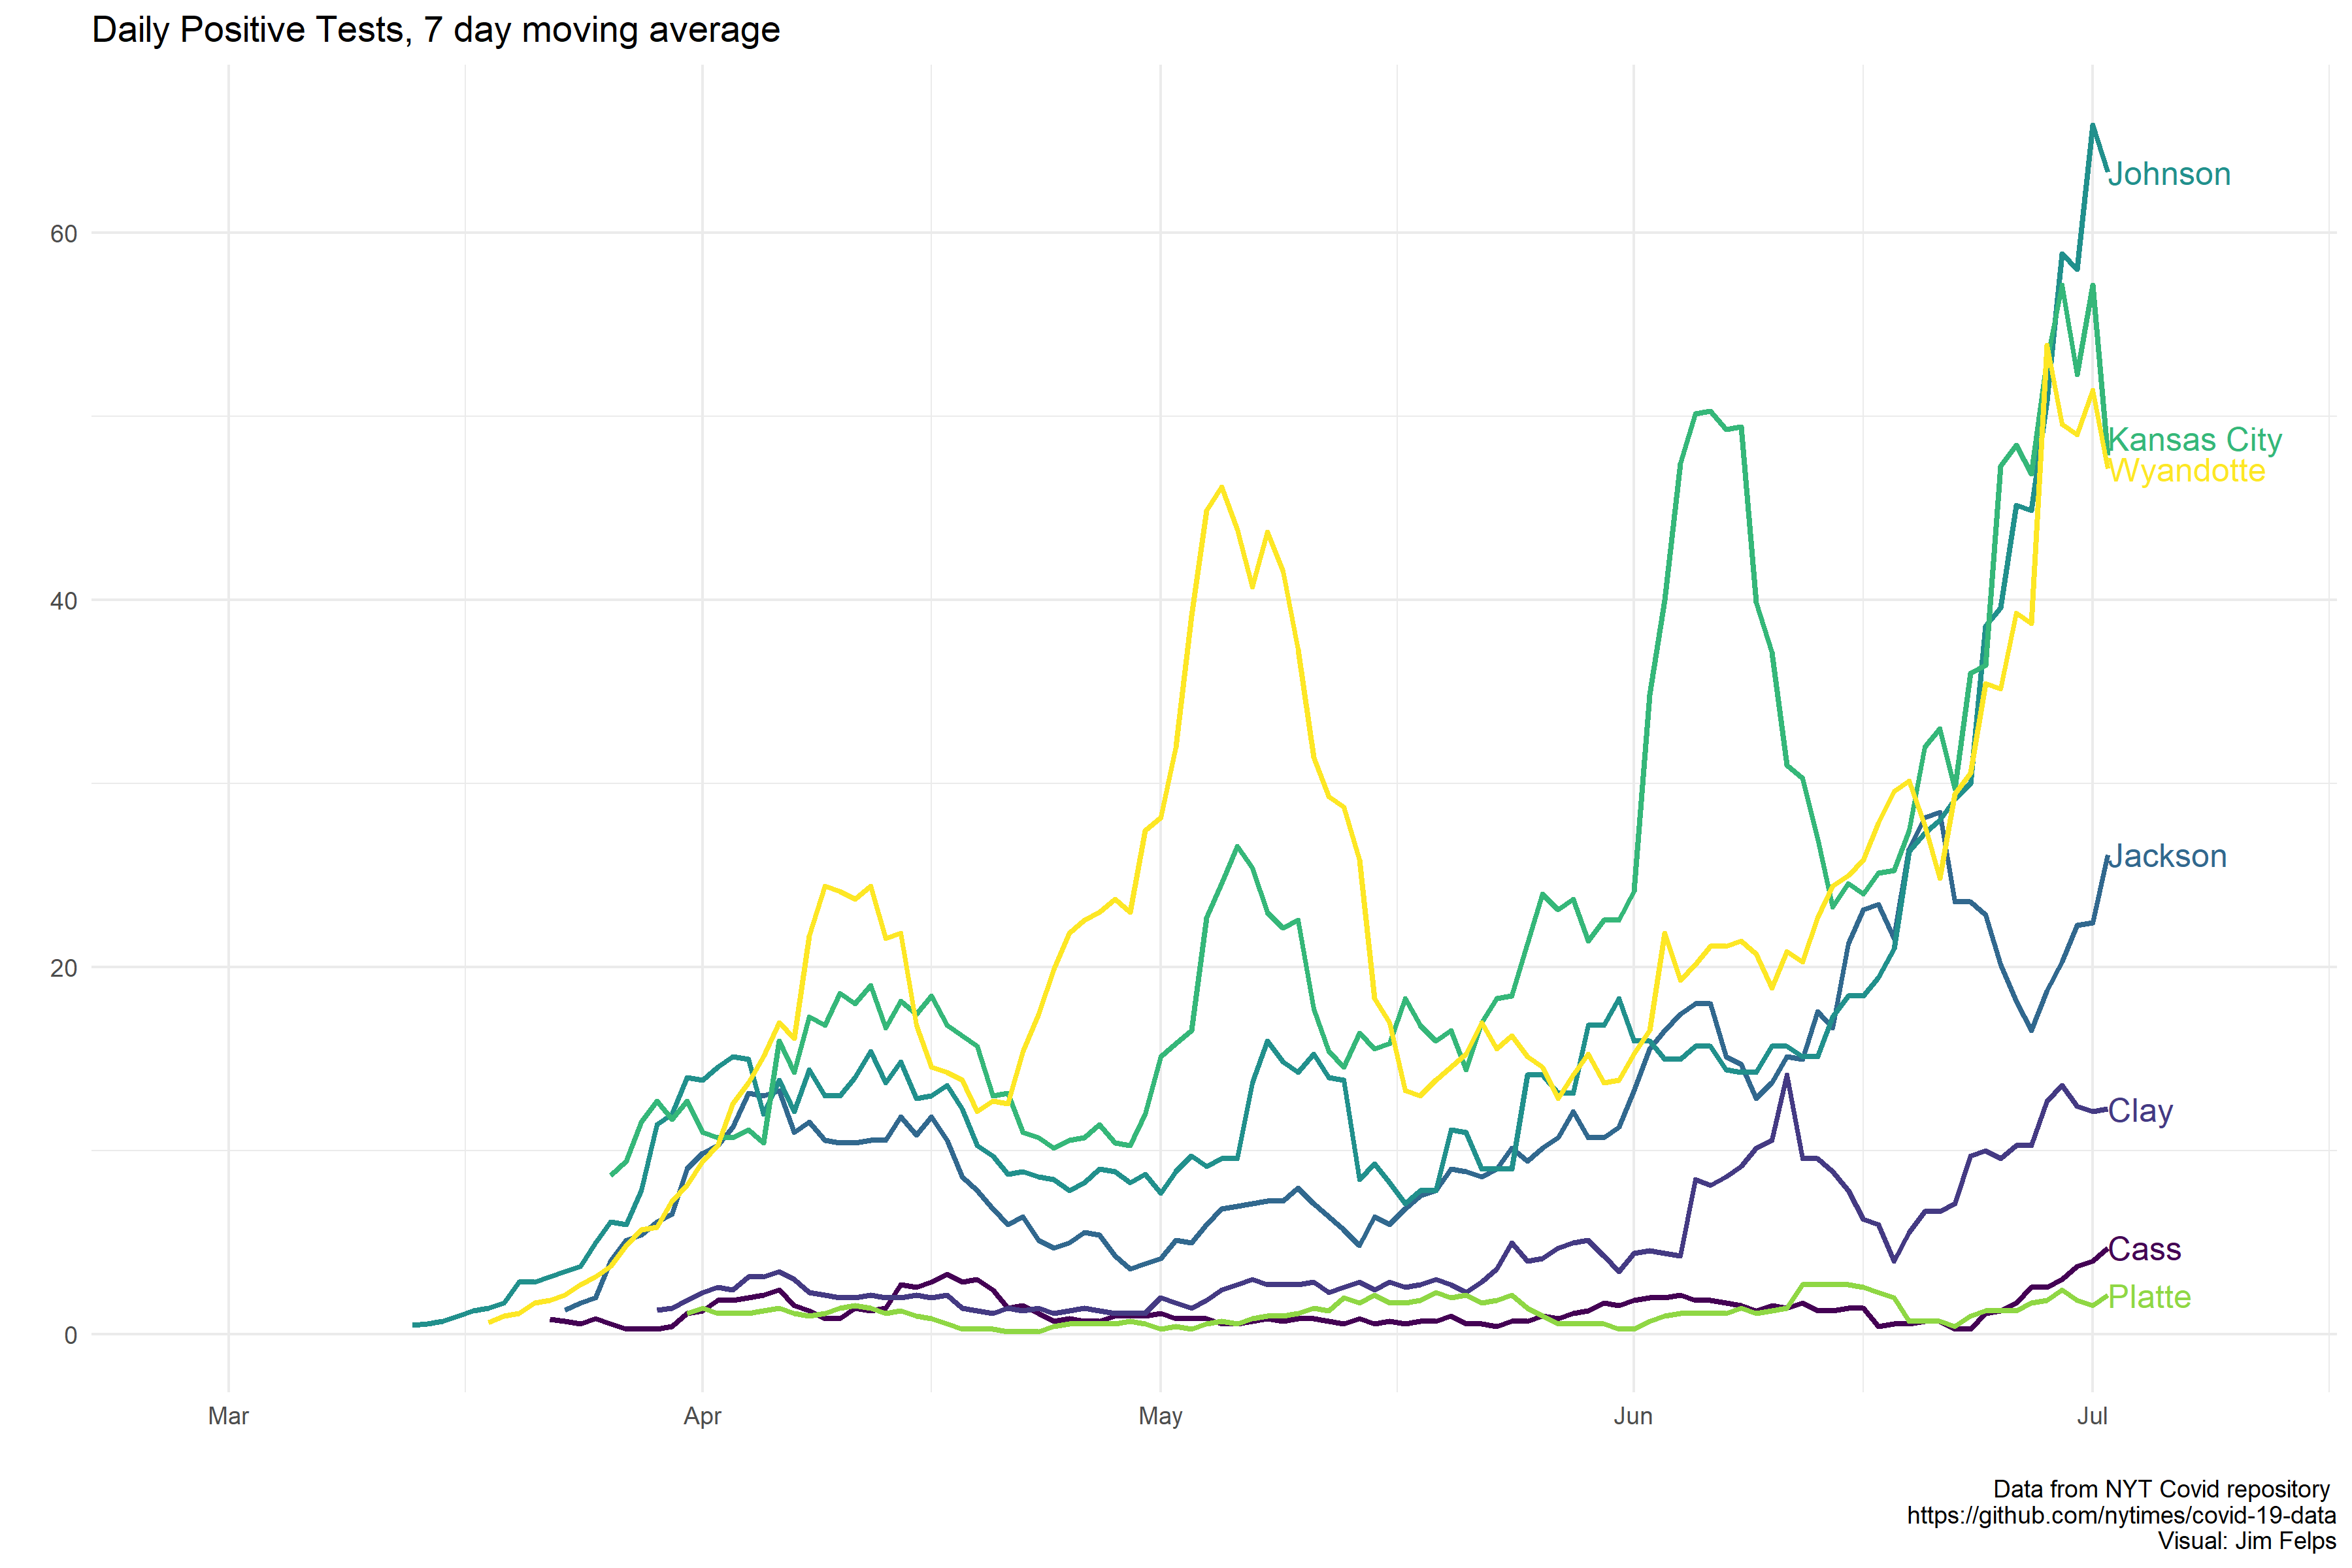 Daily Positive Tests, 7 day moving average
60
40
20
0
Johnson
Kansas City
Wyandotte
Jackson
Clay
Cass
Platte
Mar Apr May Jun Jul
Data from NYT Covid repository
https://github.com/nytimes/covid-19-data
Visual: Jim Felps